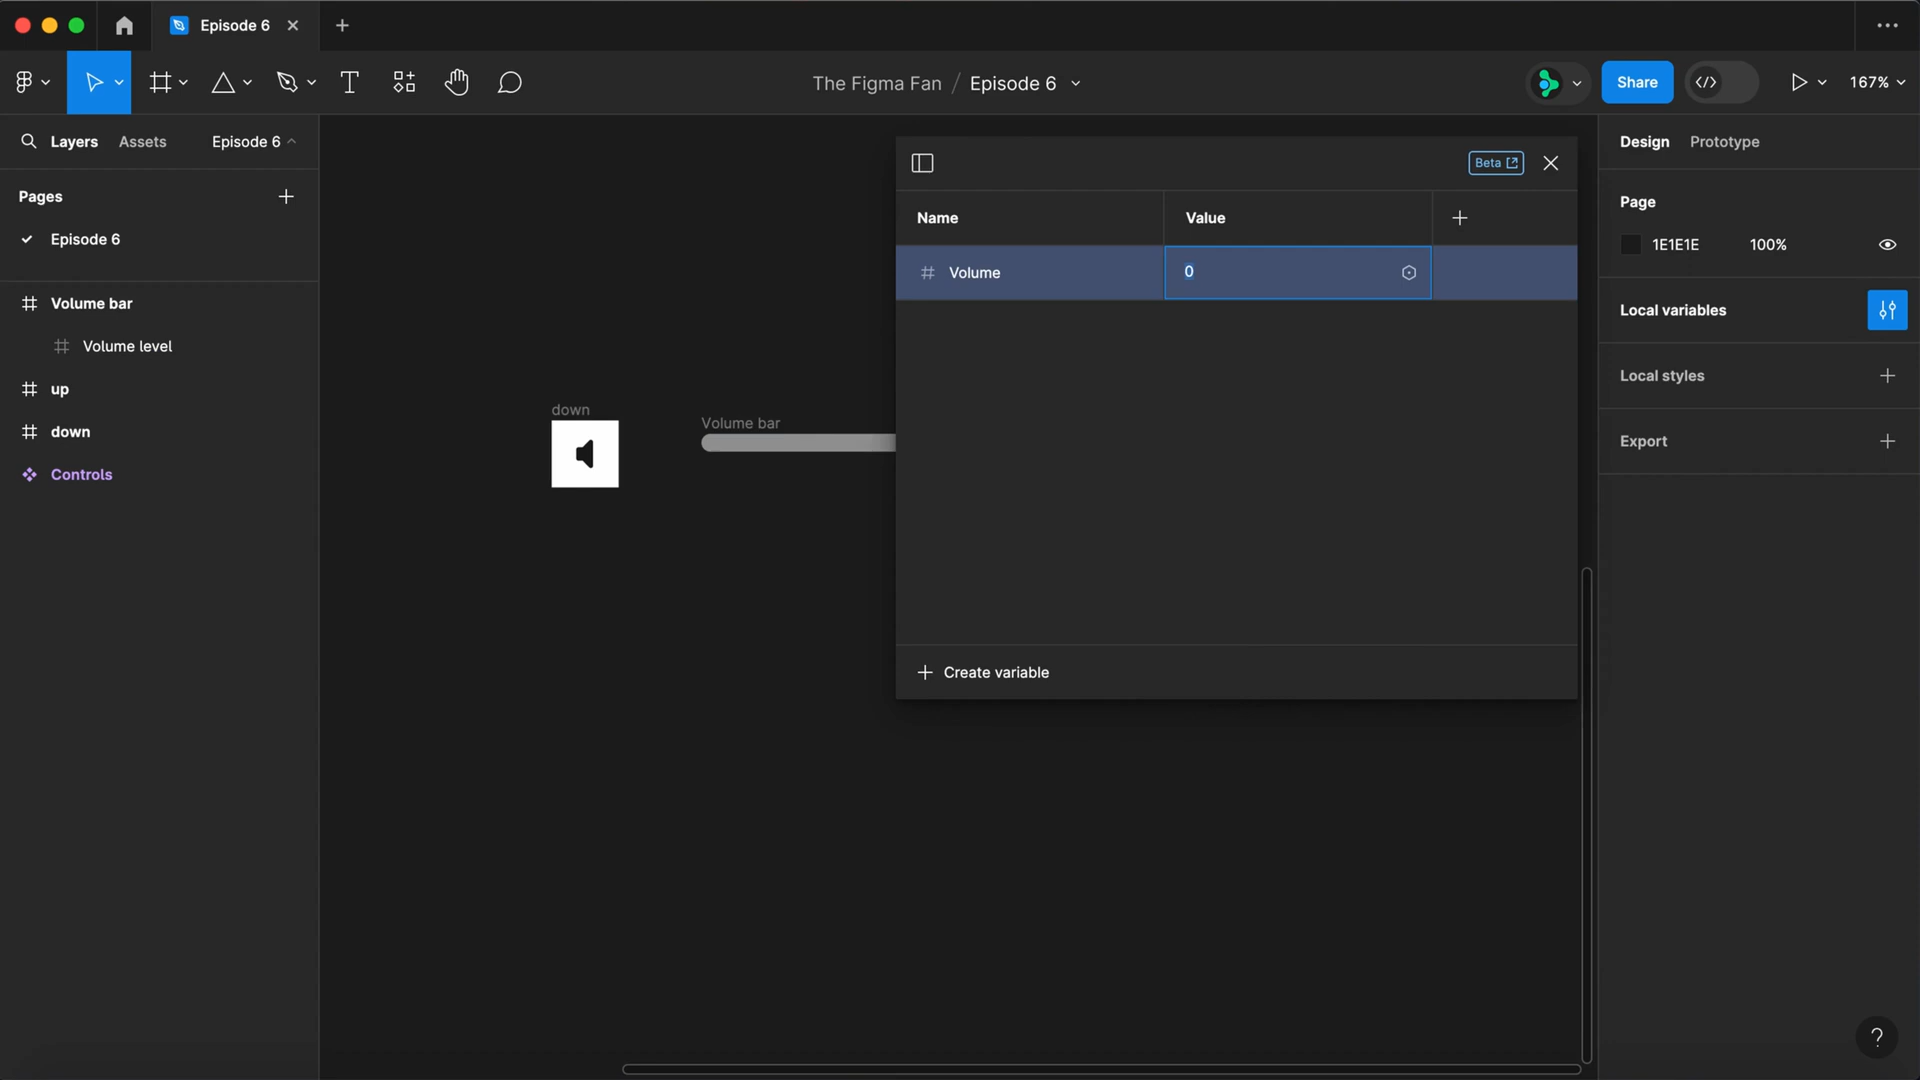 Episode 6
The Figma Fan / Episode 6
Share
167%
Layers
Assets
Episode 6
Pages
Episode 6
Volume bar
Volume level
up
down
Controls
down
Volume bar
Beta
Name
Value
Volume
0
Create variable
Design
Prototype
Page
1E1E1E
100%
Local variables
Local styles
Export
?